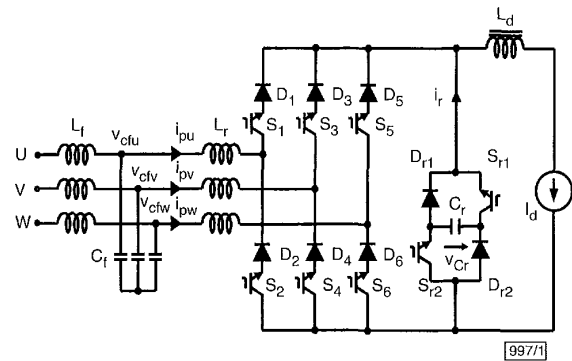 L_d
D_1 D_3 D_5
i_r
S_1 S_3 S_5
L_f v_cfu i_pu L_r
U
D_r1 S_r1
v_cfv i_pv
V
I_d
C_r
v_cfw i_pw
W
v_Cr
D_2 D_4 D_6
C_f
S_2 S_4 S_6 S_r2 D_r2
997/1